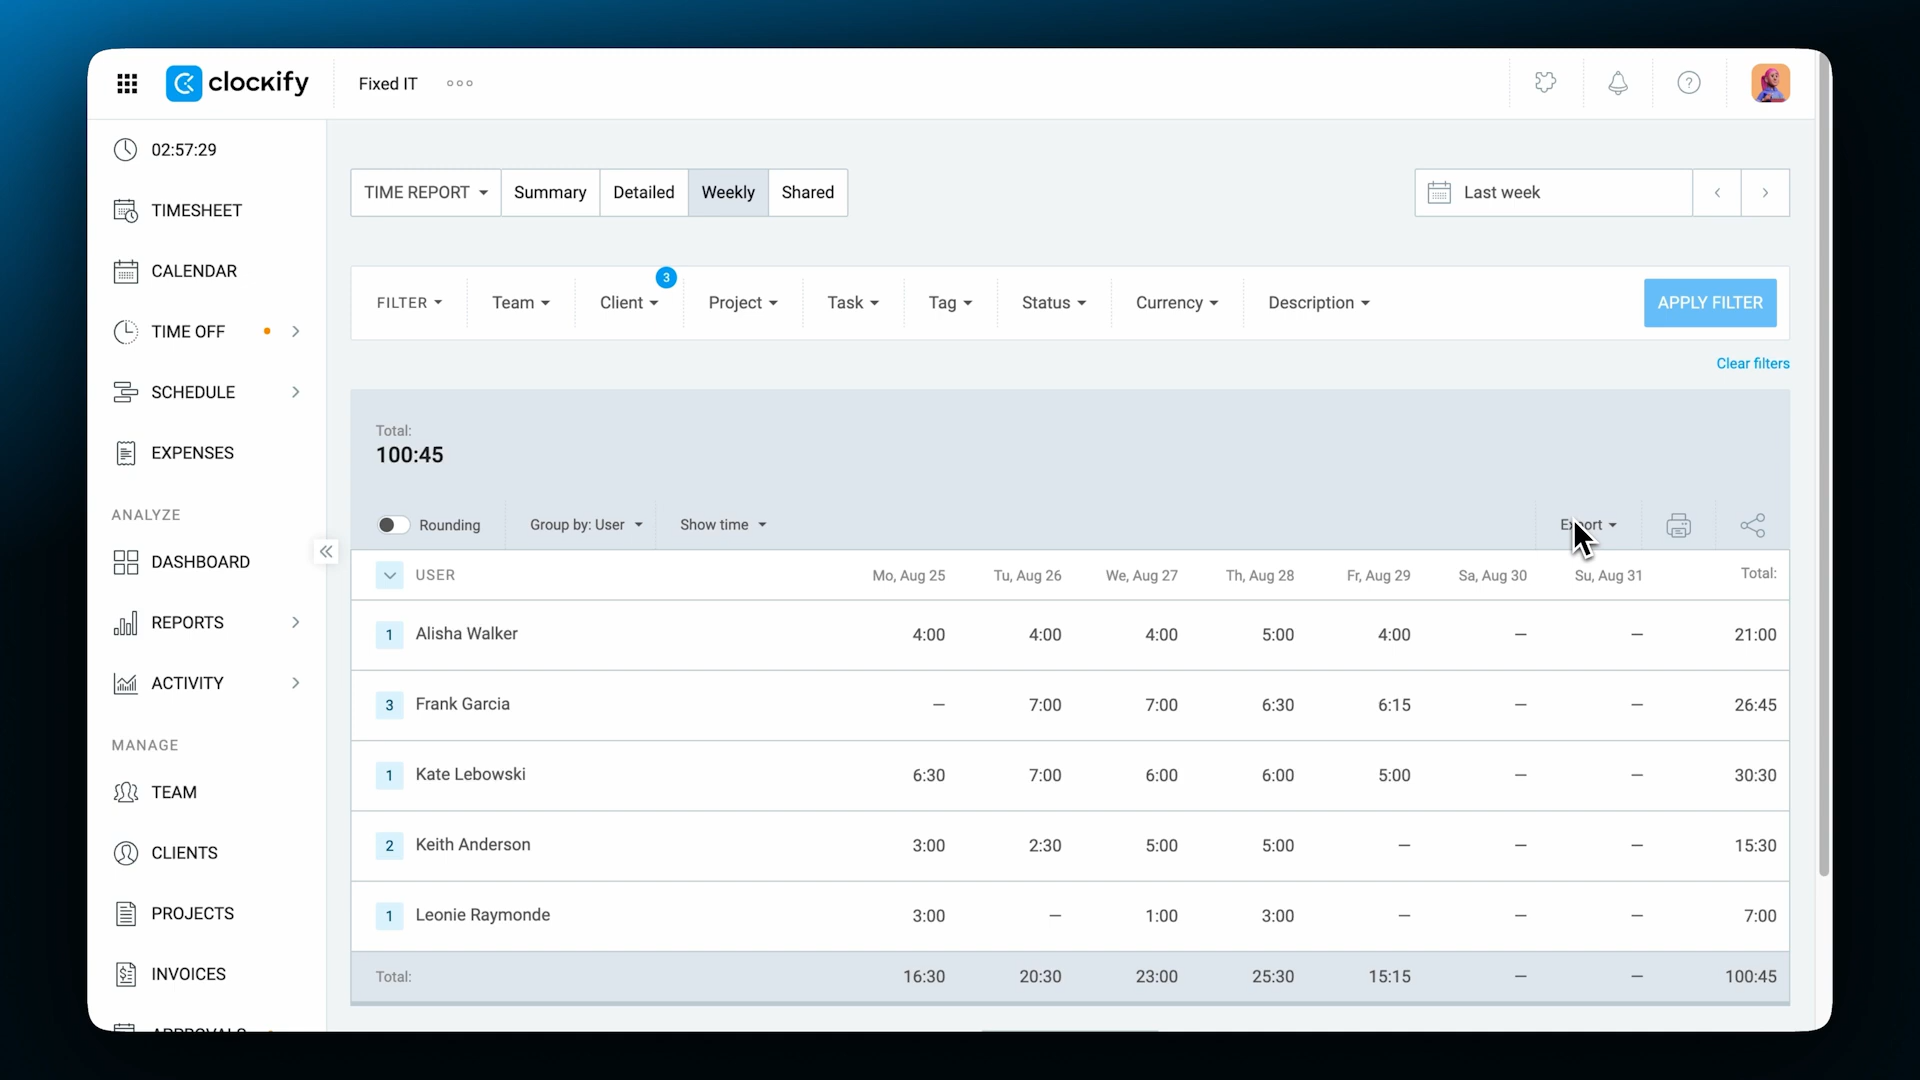 clockify
Fixed IT
02:57:29
TIMESHEET
CALENDAR
TIME OFF
SCHEDULE
EXPENSES
ANALYZE
DASHBOARD
REPORTS
ACTIVITY
MANAGE
TEAM
CLIENTS
PROJECTS
INVOICES
APPROVALS
TIME REPORT Summary Detailed Weekly Shared
Last week
3
FILTER Team Client Project Task Tag Status Currency Description APPLY FILTER
Clear filters
Total:
100:45
Rounding Group by: User Show time Export
USER Mo, Aug 25 Tu, Aug 26 We, Aug 27 Th, Aug 28 Fr, Aug 29 Sa, Aug 30 Su, Aug 31 Total:
1 Alisha Walker 4:00 4:00 4:00 5:00 4:00 — — 21:00
3 Frank Garcia — 7:00 7:00 6:30 6:15 — — 26:45
1 Kate Lebowski 6:30 7:00 6:00 6:00 5:00 — — 30:30
2 Keith Anderson 3:00 2:30 5:00 5:00 — — — 15:30
1 Leonie Raymonde 3:00 — 1:00 3:00 — — — 7:00
Total: 16:30 20:30 23:00 25:30 15:15 — — 100:45